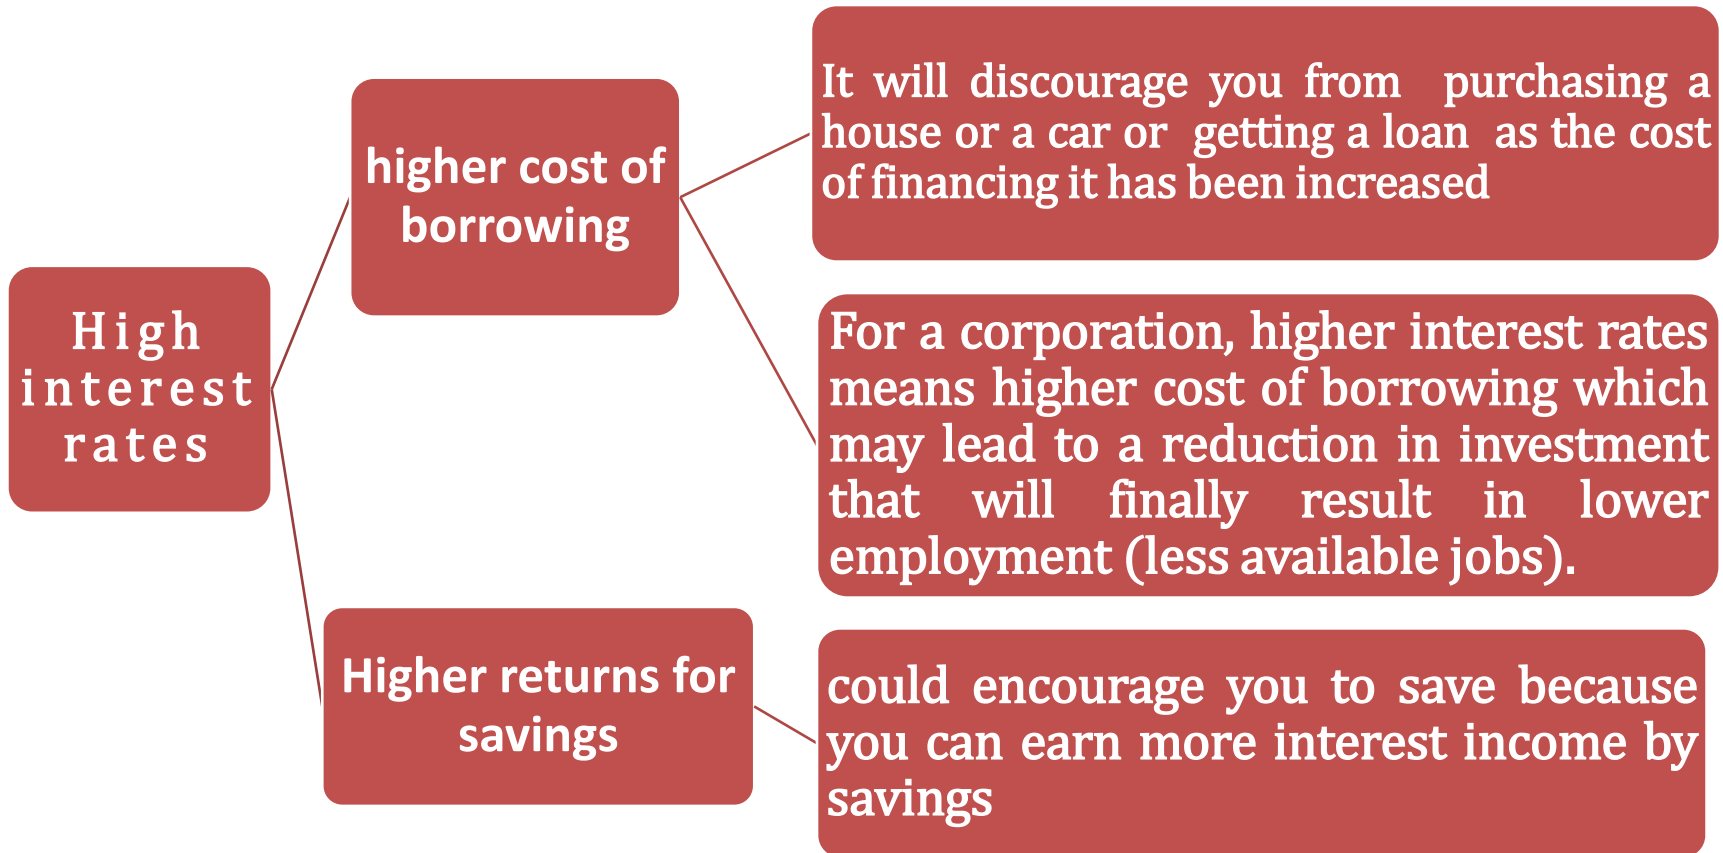 High
interest
rates
higher cost of
borrowing
It will discourage you from purchasing a
house or a car or getting a loan as the cost
of financing it has been increased
For a corporation, higher interest rates
means higher cost of borrowing which
may lead to a reduction in investment
that will finally result in lower
employment (less available jobs).
Higher returns for
savings
could encourage you to save because
you can earn more interest income by
savings